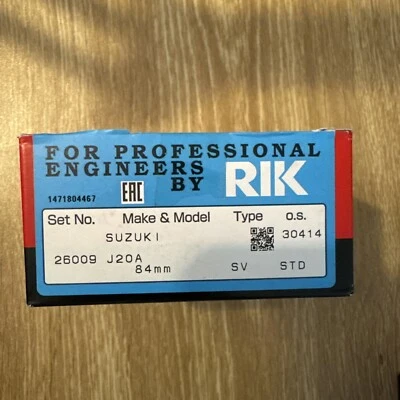 FOR PROFESSIONAL
ENGINEERS
BY RIK
1471804467 EAC
Set No. Make & Model Type o.s.
SUZUKI 30414
26009 J20A
84mm SV STD